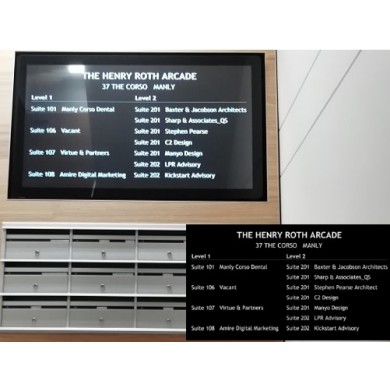 THE HENRY ROTH ARCADE
37 THE CORSO MANLY
Level 1 Level 2
Suite 101 Manly Corso Dental Suite 201 Baxter & Jacobson Architects
Suite 201 Sharp & Associates_QS
Suite 106 Vacant Suite 201 Stephen Pearse
Suite 201 C2 Design
Suite 107 Virtue & Partners Suite 201 Manyo Design
Suite 202 LPR Advisory
Suite 108 Amire Digital Marketing Suite 202 Kickstart Advisory
THE HENRY ROTH ARCADE
37 THE CORSO MANLY
Level 1 Level 2
Suite 101 Manly Corso Dental Suite 201 Baxter & Jacobson Architects
Suite 201 Sharp & Associates_QS
Suite 106 Vacant Suite 201 Stephen Pearse Architect
Suite 201 C2 Design
Suite 107 Virtue & Partners Suite 201 Manyo Design
Suite 202 LPR Advisory
Suite 108 Amire Digital Marketing Suite 202 Kickstart Advisory